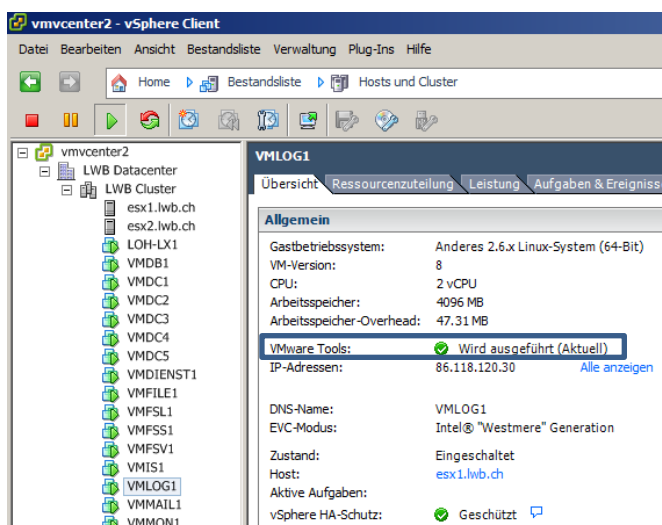 vmvcenter2 - vSphere Client
Datei Bearbeiten Ansicht Bestandsliste Verwaltung Plug-Ins Hilfe
Home Bestandsliste Hosts und Cluster
vmvcenter2
LWB Datacenter
LWB Cluster
esx1.lwb.ch
esx2.lwb.ch
LOH-LX1
VMDB1
VMDC1
VMDC2
VMDC3
VMDC4
VMDC5
VMDIENST1
VMFILE1
VMFSL1
VMFSS1
VMFSV1
VMIS1
VMLOG1
VMMAIL1
VMMON1
VMLOG1
Übersicht Ressourcenzuteilung Leistung Aufgaben & Ereigniss
Allgemein
Gastbetriebssystem: Anderes 2.6.x Linux-System (64-Bit)
VM-Version: 8
CPU: 2 vCPU
Arbeitsspeicher: 4096 MB
Arbeitsspeicher-Overhead: 47.31 MB
VMware Tools: Wird ausgeführt (Aktuell)
IP-Adressen: 86.118.120.30 Alle anzeigen
DNS-Name: VMLOG1
EVC-Modus: Intel® "Westmere" Generation
Zustand: Eingeschaltet
Host: esx1.lwb.ch
Aktive Aufgaben:
vSphere HA-Schutz: Geschützt